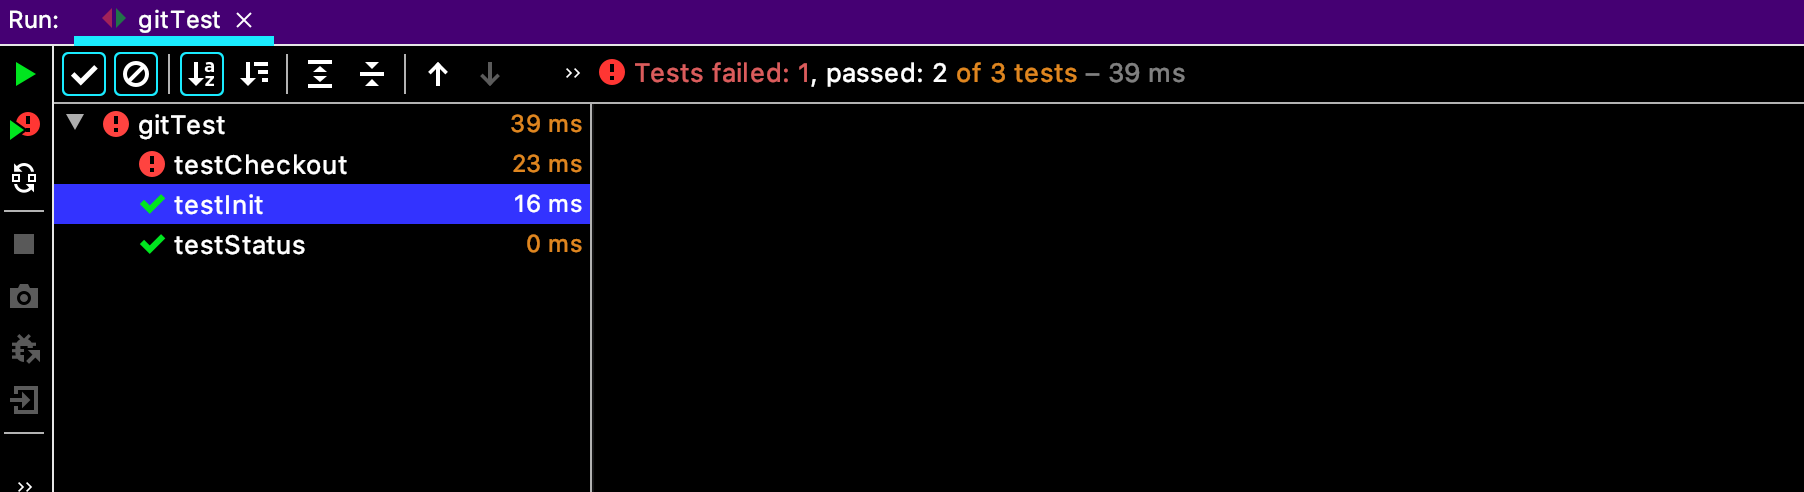 Run: gitTest
Tests failed: 1, passed: 2 of 3 tests – 39 ms
gitTest 39 ms
testCheckout 23 ms
testInit 16 ms
testStatus 0 ms